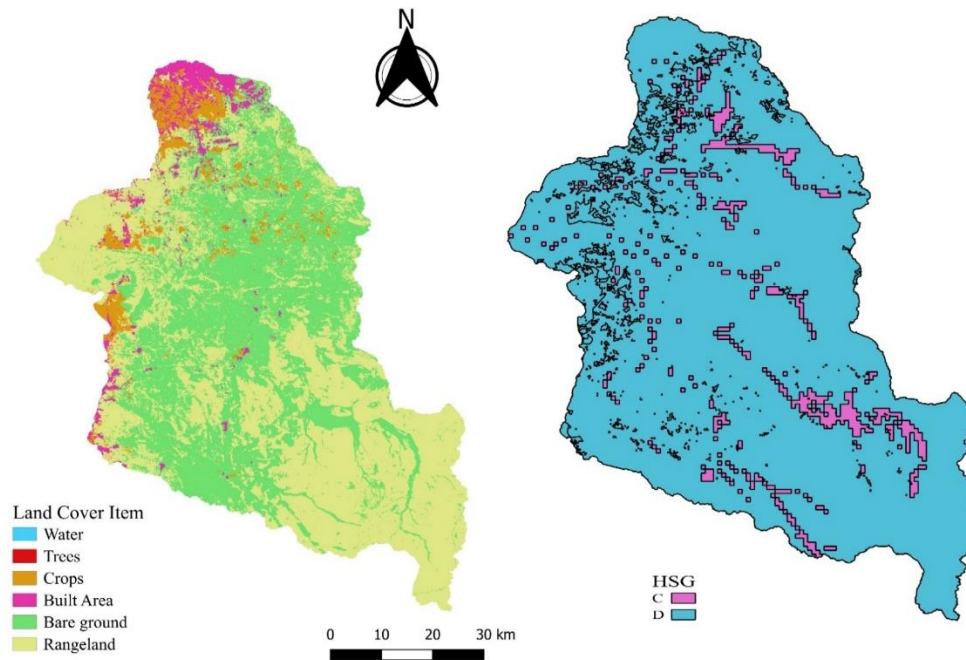 N
Land Cover Item
Water
Trees
Crops
Built Area
Bare ground
Rangeland
0 10 20 30 km
HSG
C
D